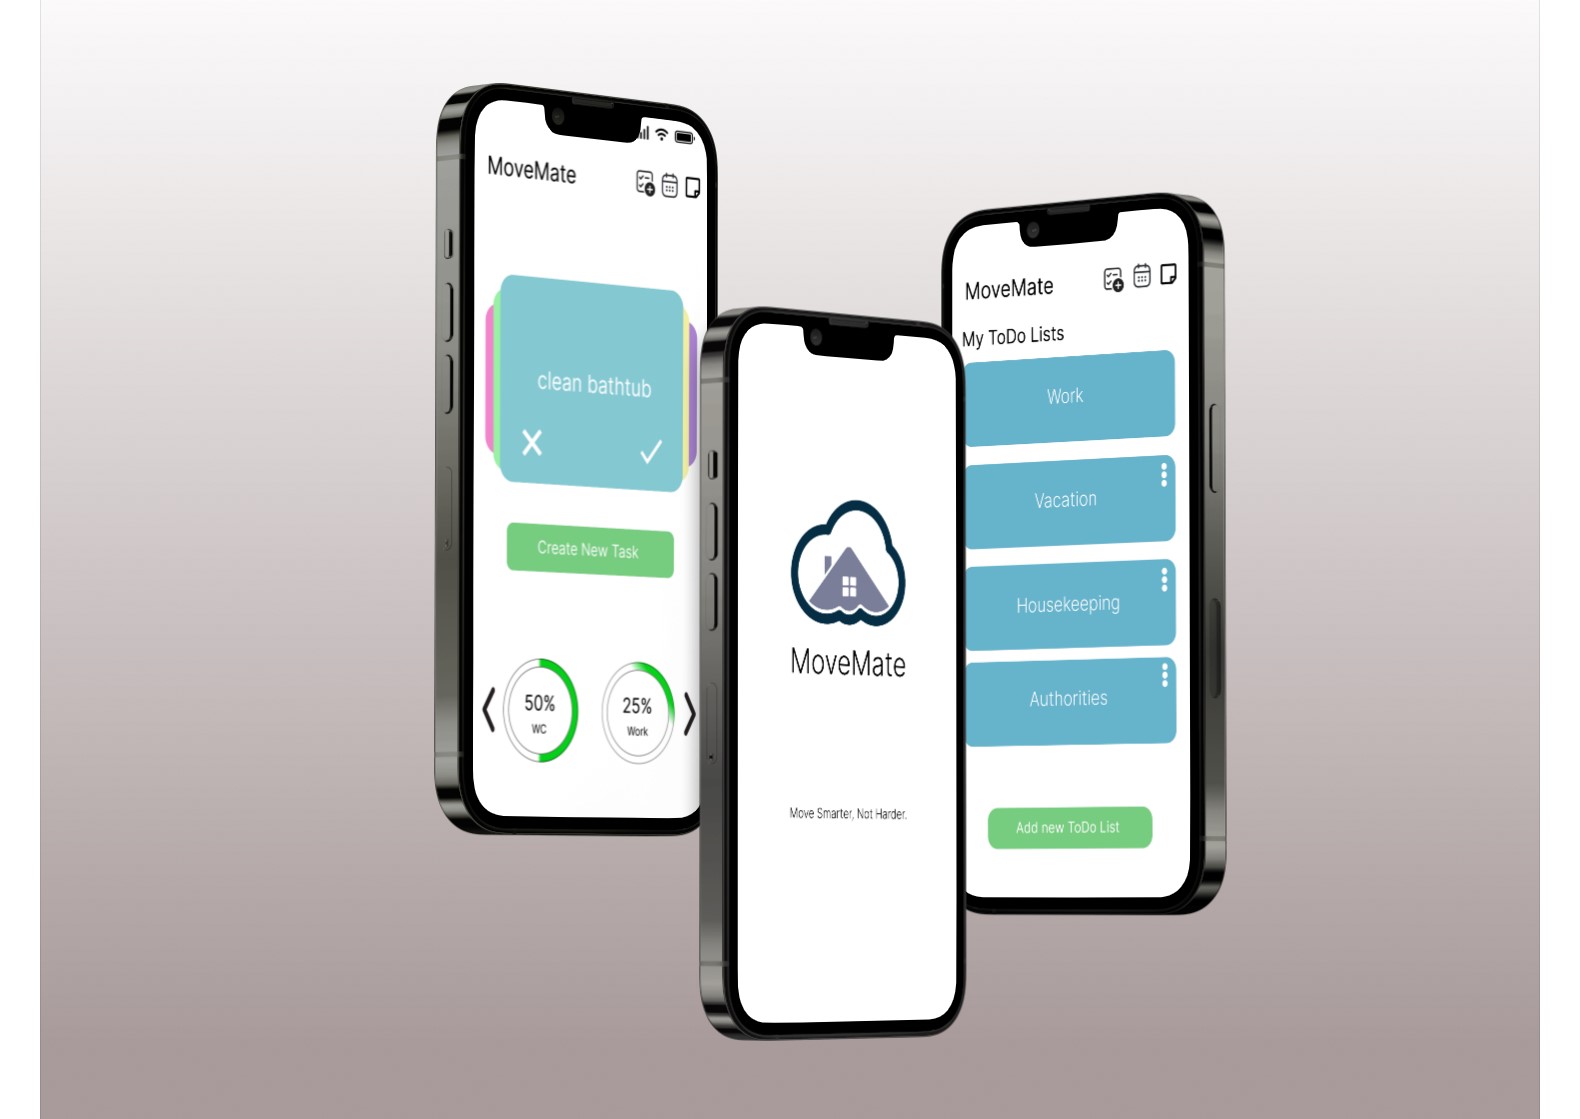 MoveMate
clean bathtub
Create New Task
50%
WC
25%
Work
MoveMate
Move Smarter, Not Harder.
MoveMate
My ToDo Lists
Work
Vacation
Housekeeping
Authorities
Add new ToDo List